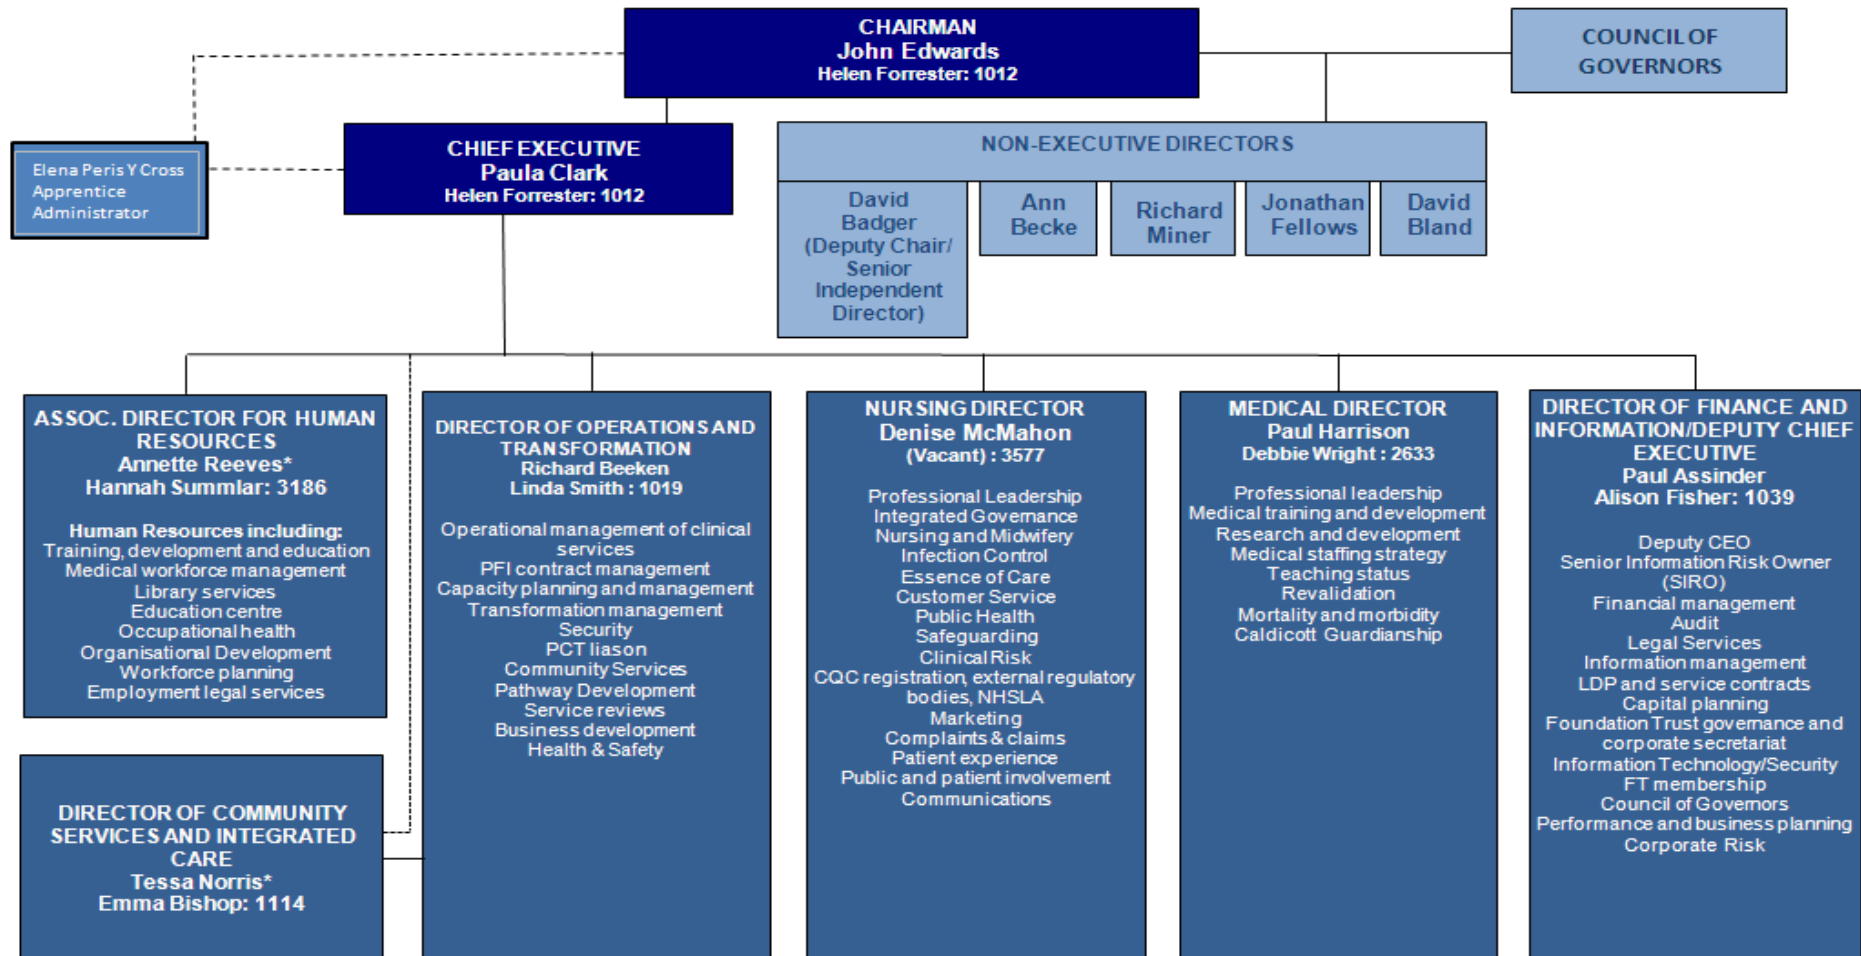 CHAIRMAN
John Edwards
Helen Forrester: 1012
COUNCIL OF
GOVERNORS
Elena Peris Y Cross
Apprentice
Administrator
CHIEF EXECUTIVE
Paula Clark
Helen Forrester: 1012
NON-EXECUTIVE DIRECTORS
David
Badger
(Deputy Chair/
Senior
Independent
Director)
Ann
Becke
Richard
Miner
Jonathan
Fellows
David
Bland
ASSOC. DIRECTOR FOR HUMAN
RESOURCES
Annette Reeves*
Hannah Summlar: 3186
Human Resources including:
Training, development and education
Medical workforce management
Library services
Education centre
Occupational health
Organisational Development
Workforce planning
Employment legal services
DIRECTOR OF COMMUNITY
SERVICES AND INTEGRATED
CARE
Tessa Norris*
Emma Bishop: 1114
DIRECTOR OF OPERATIONS AND
TRANSFORMATION
Richard Beeken
Linda Smith : 1019
Operational management of clinical
services
PFI contract management
Capacity planning and management
Transformation management
Security
PCT liason
Community Services
Pathway Development
Service reviews
Business development
Health & Safety
NURSING DIRECTOR
Denise McMahon
(Vacant) : 3577
Professional Leadership
Integrated Governance
Nursing and Midwifery
Infection Control
Essence of Care
Customer Service
Public Health
Safeguarding
Clinical Risk
CQC registration, external regulatory
bodies, NHSLA
Marketing
Complaints & claims
Patient experience
Public and patient involvement
Communications
MEDICAL DIRECTOR
Paul Harrison
Debbie Wright : 2633
Professional leadership
Medical training and development
Research and development
Medical staffing strategy
Teaching status
Revalidation
Mortality and morbidity
Caldicott Guardianship
DIRECTOR OF FINANCE AND
INFORMATION/DEPUTY CHIEF
EXECUTIVE
Paul Assinder
Alison Fisher: 1039
Deputy CEO
Senior Information Risk Owner
(SIRO)
Financial management
Audit
Legal Services
Information management
LDP and service contracts
Capital planning
Foundation Trust governance and
corporate secretariat
Information Technology/Security
FT membership
Council of Governors
Performance and business planning
Corporate Risk